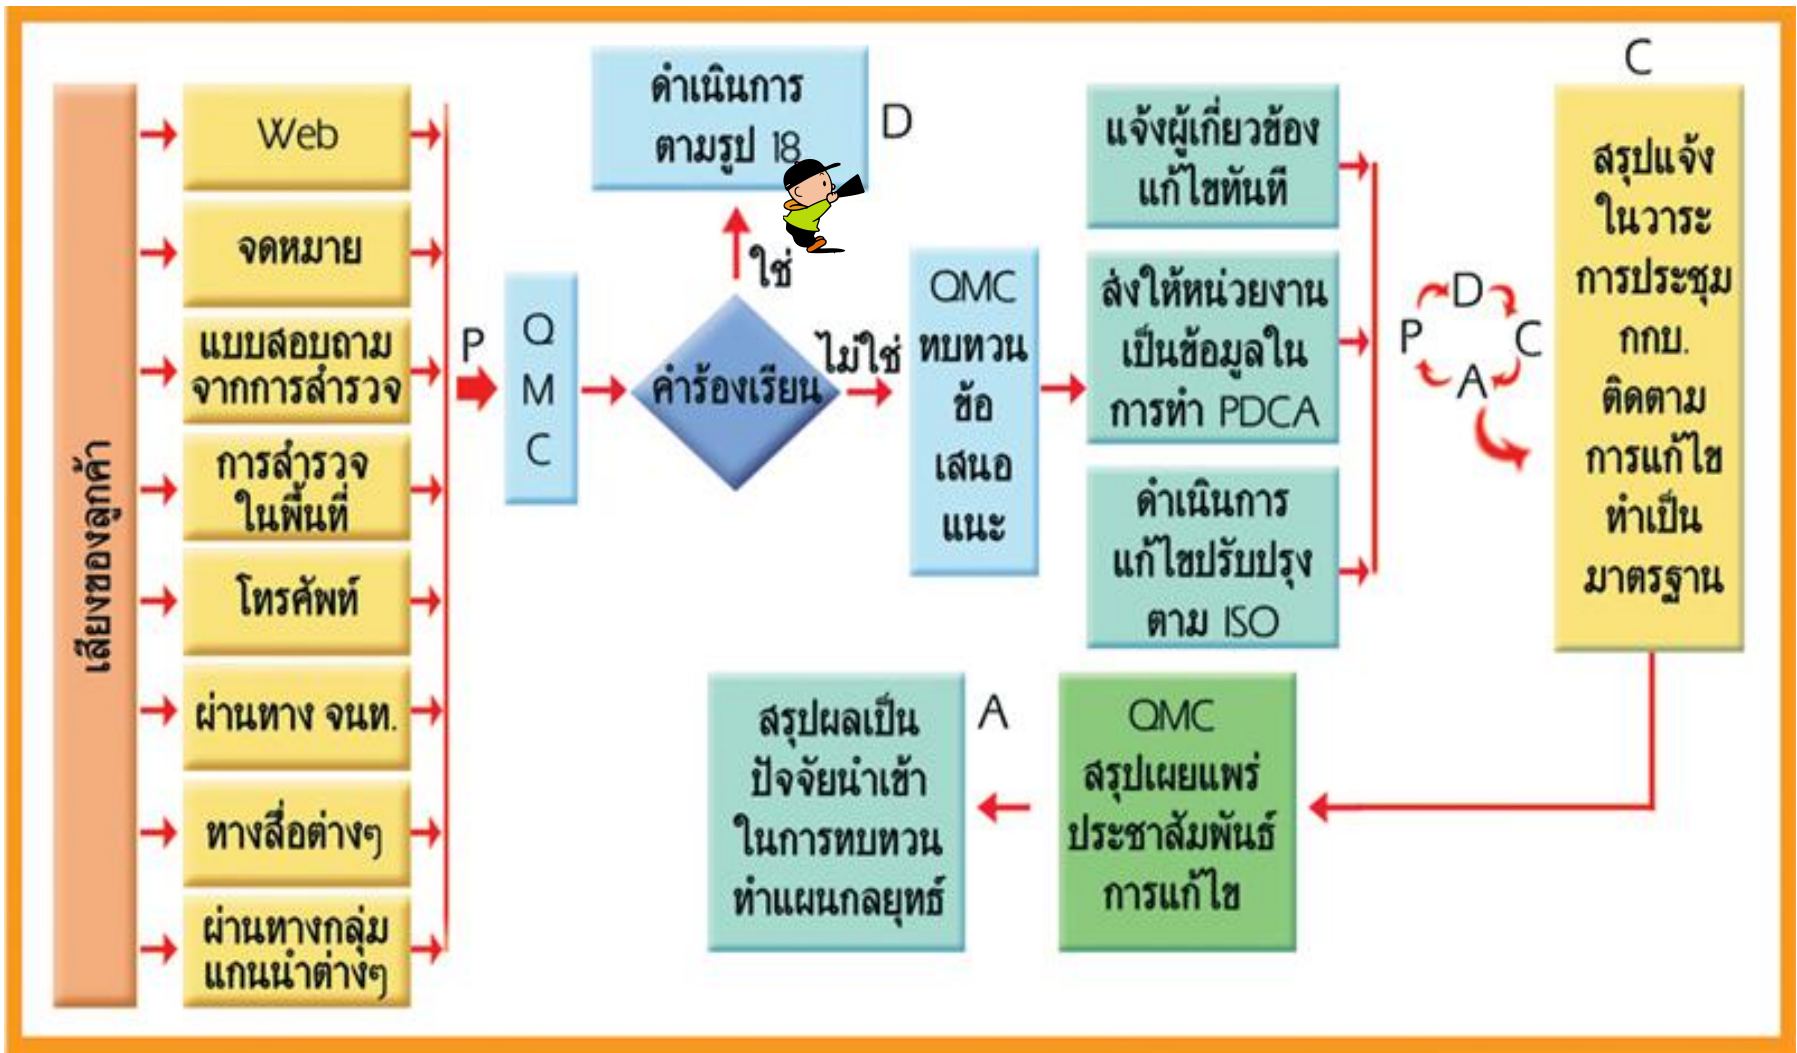 เสียงของลูกค้า
Web
จดหมาย
แบบสอบถาม
จากการสำรวจ
การสำรวจ
ในพื้นที่
โทรศัพท์
ผ่านทาง จนท.
ทางสื่อต่างๆ
ผ่านทางกลุ่ม
แกนนำต่างๆ
P
Q
M
C
คำร้องเรียน
ใช่
ดำเนินการ
ตามรูป 18
D
ไม่ใช่
QMC
ทบทวน
ข้อ
เสนอ
แนะ
แจ้งผู้เกี่ยวข้อง
แก้ไขทันที
ส่งให้หน่วยงาน
เป็นข้อมูลใน
การทำ PDCA
ดำเนินการ
แก้ไขปรับปรุง
ตาม ISO
P
D
C
A
C
สรุปแจ้ง
ในวาระ
การประชุม
กกบ.
ติดตาม
การแก้ไข
ทำเป็น
มาตรฐาน
QMC
สรุปเผยแพร่
ประชาสัมพันธ์
การแก้ไข
A
สรุปผลเป็น
ปัจจัยนำเข้า
ในการทบทวน
ทำแผนกลยุทธ์